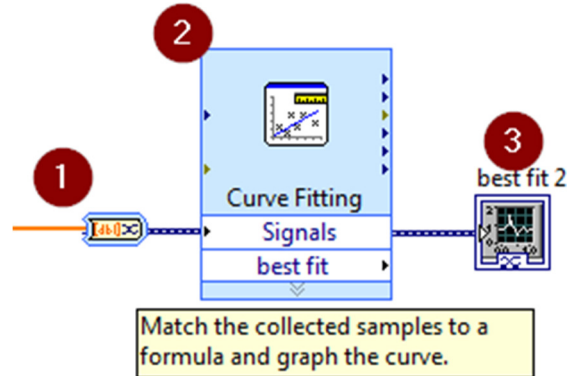 2
1
3
best fit 2
Curve Fitting
Signals
best fit
Match the collected samples to a
formula and graph the curve.